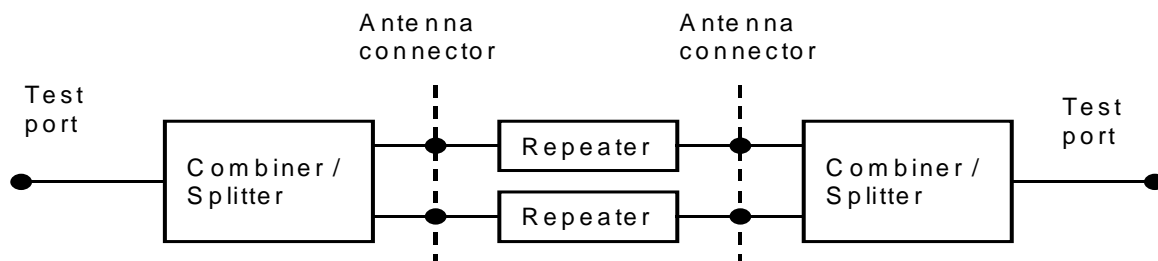 Antenna
connector
Antenna
connector
Test
port
Test
port
Combiner/
Splitter
Repeater
Repeater
Combiner/
Splitter